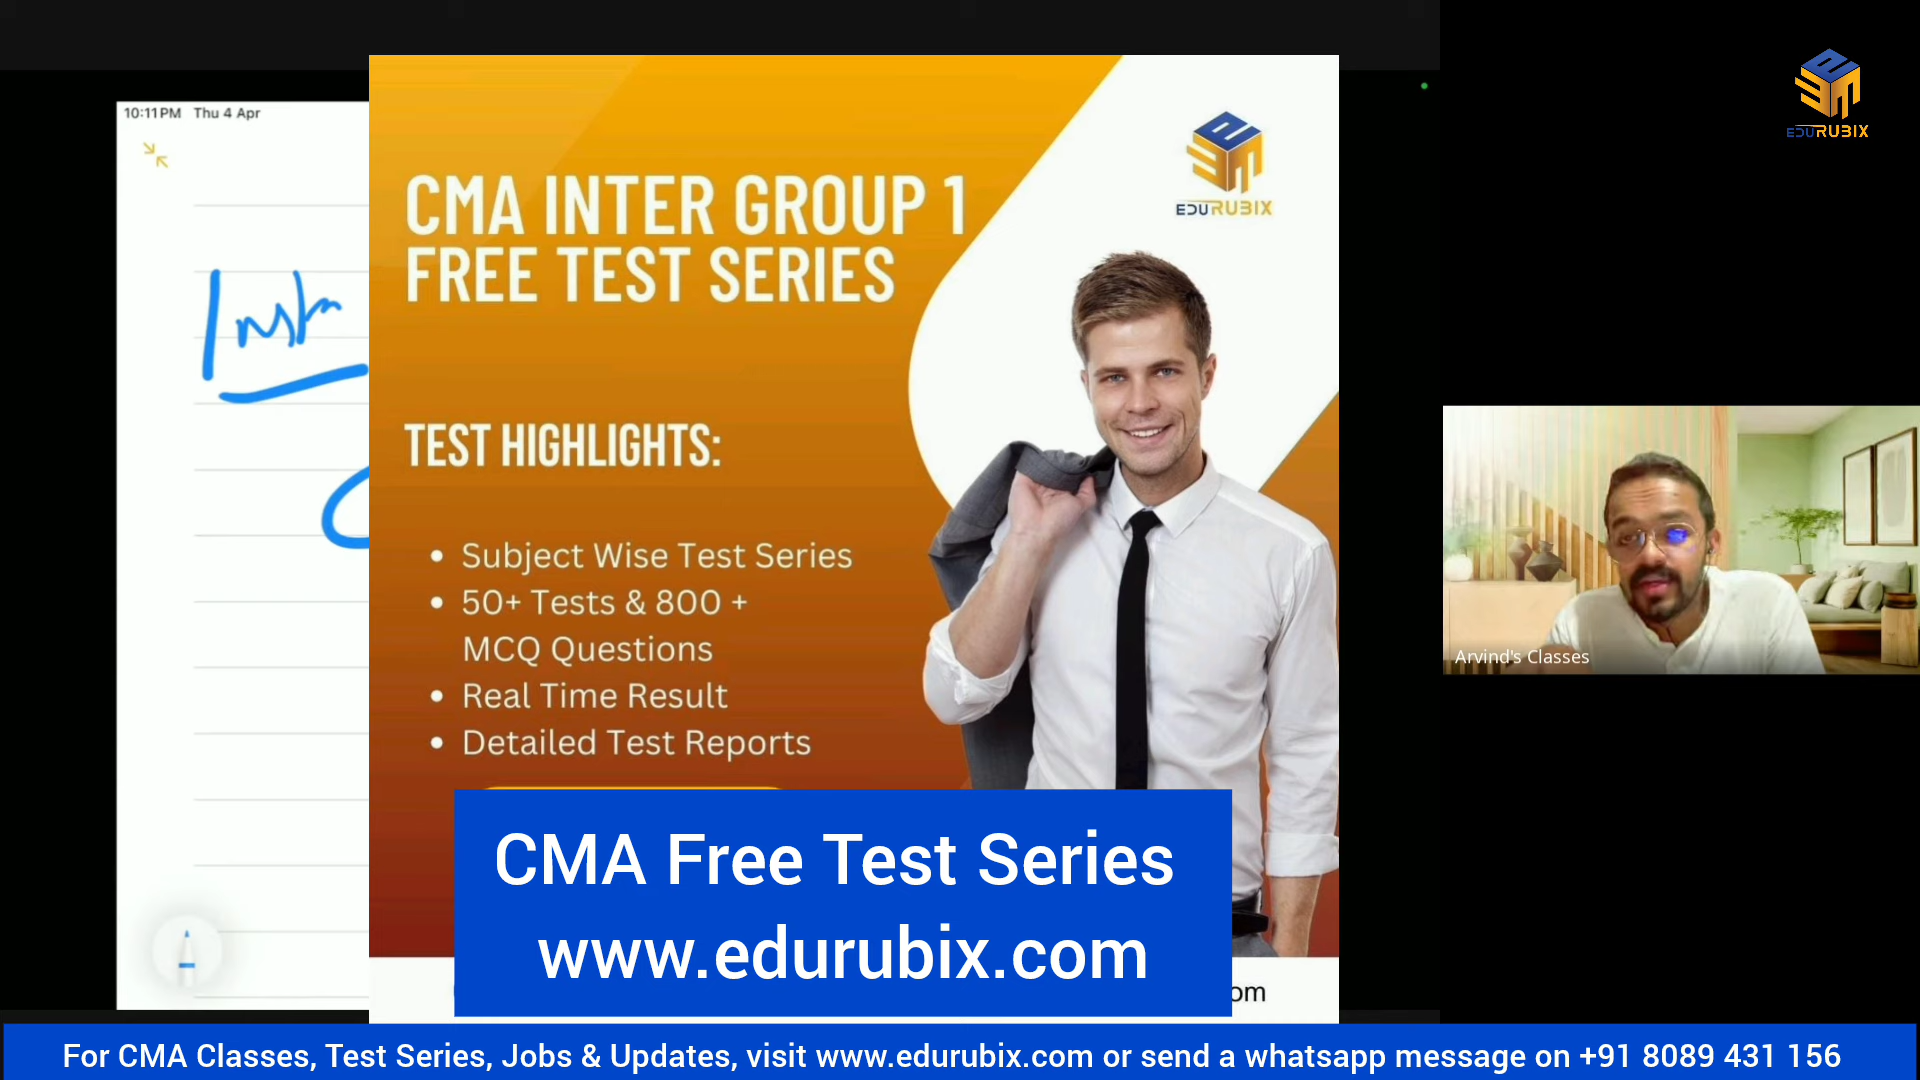 10:11PM Thu 4 Apr
EDURUBIX
EDURUBIX
CMA INTER GROUP 1
FREE TEST SERIES
TEST HIGHLIGHTS:
• Subject Wise Test Series
• 50+ Tests & 800 +
MCQ Questions
• Real Time Result
• Detailed Test Reports
Arvind's Classes
CMA Free Test Series
www.edurubix.com
om
For CMA Classes, Test Series, Jobs & Updates, visit www.edurubix.com or send a whatsapp message on +91 8089 431 156